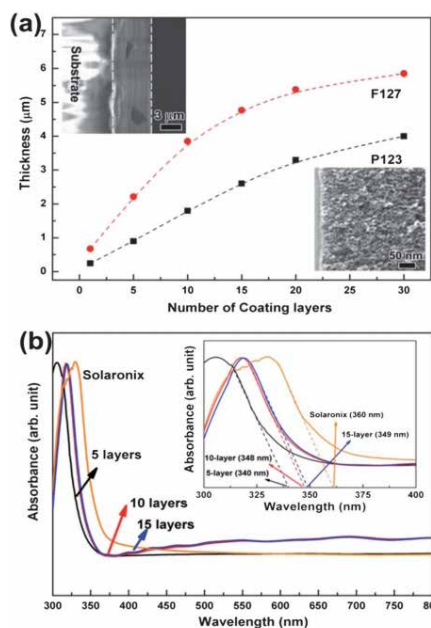 (a)
7
6
5
4
3
2
1
0
Thickness (μm)
Substrate
3 μm
F127
P123
50 nm
0 5 10 15 20 25 30
Number of Coating layers
(b)
Absorbance (arb. unit)
Solaronix
5 layers
10 layers
15 layers
300 350 400 450 500 550 600 650 700 750 800
Wavelength (nm)
Absorbance (arb. unit)
Solaronix (360 nm)
15-layer (349 nm)
10-layer (348 nm)
5-layer (340 nm)
300 325 350 375 400
Wavelength (nm)